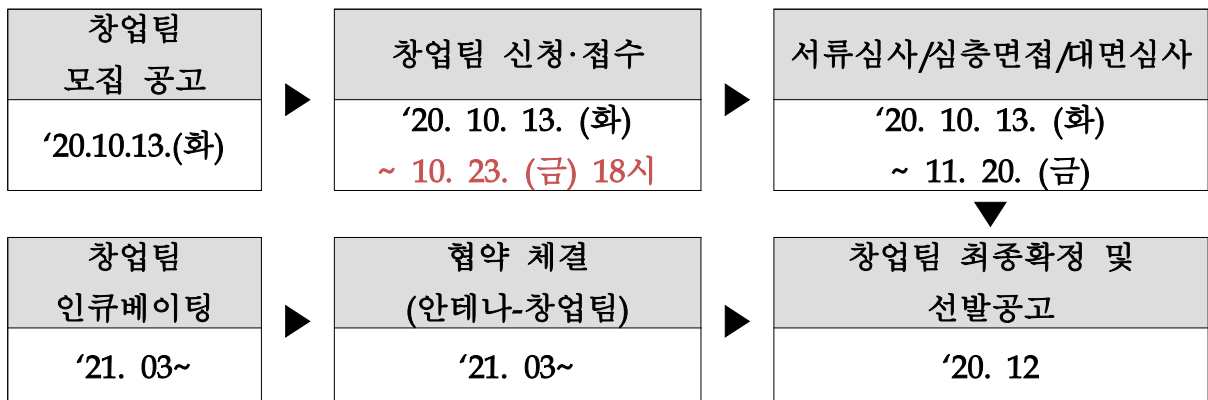 창업팀
모집 공고
‘20.10.13.(화)
창업팀 신청·접수
‘20. 10. 13. (화)
~ 10. 23. (금) 18시
서류심사/심층면접/대면심사
‘20. 10. 13. (화)
~ 11. 20. (금)
창업팀
인큐베이팅
‘21. 03~
협약 체결
(안테나-창업팀)
‘21. 03~
창업팀 최종확정 및
선발공고
‘20. 12